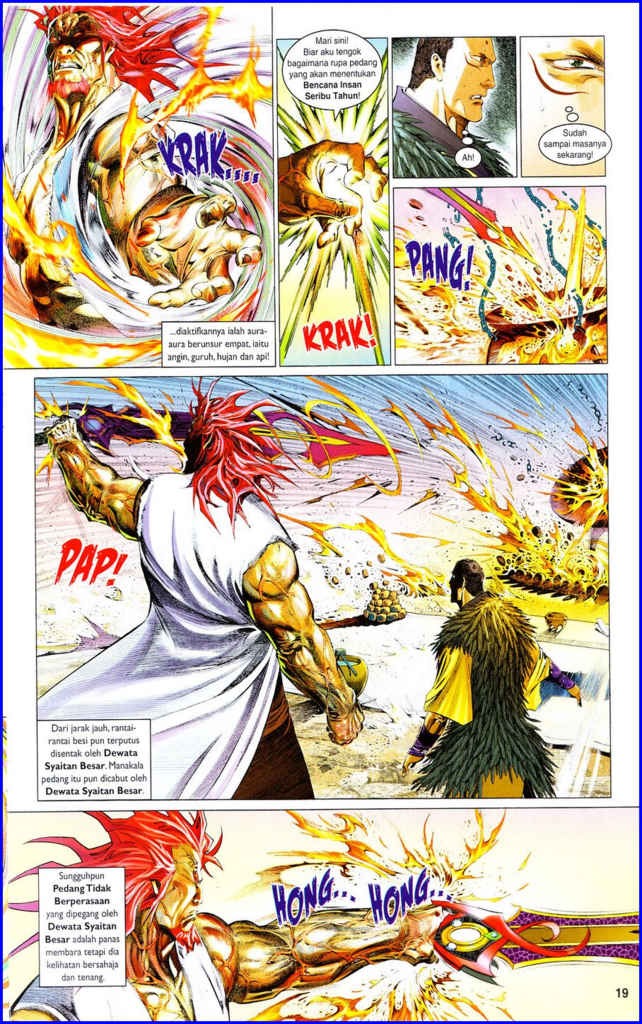 KRAK....
...diaktifkannya ialah aura-
aura berunsur empat, iaitu
angin, guruh, hujan dan api!
Mari sini!
Biar aku tengok
bagaimana rupa pedang
yang akan menentukan
Bencana Insan
Seribu Tahun!
KRAK!
Ah!
Sudah
sampai masanya
sekarang!
PANG!
PAP!
Dari jarak jauh, rantai-
rantai besi pun terputus
disentak oleh Dewata
Syaitan Besar. Manakala
pedang itu pun dicabut oleh
Dewata Syaitan Besar.
Sungguhpun
Pedang Tidak
Berperasaan
yang dipegang oleh
Dewata Syaitan
Besar adalah panas
membara tetapi dia
kelihatan bersahaja
dan tenang.
HONG... HONG...
19